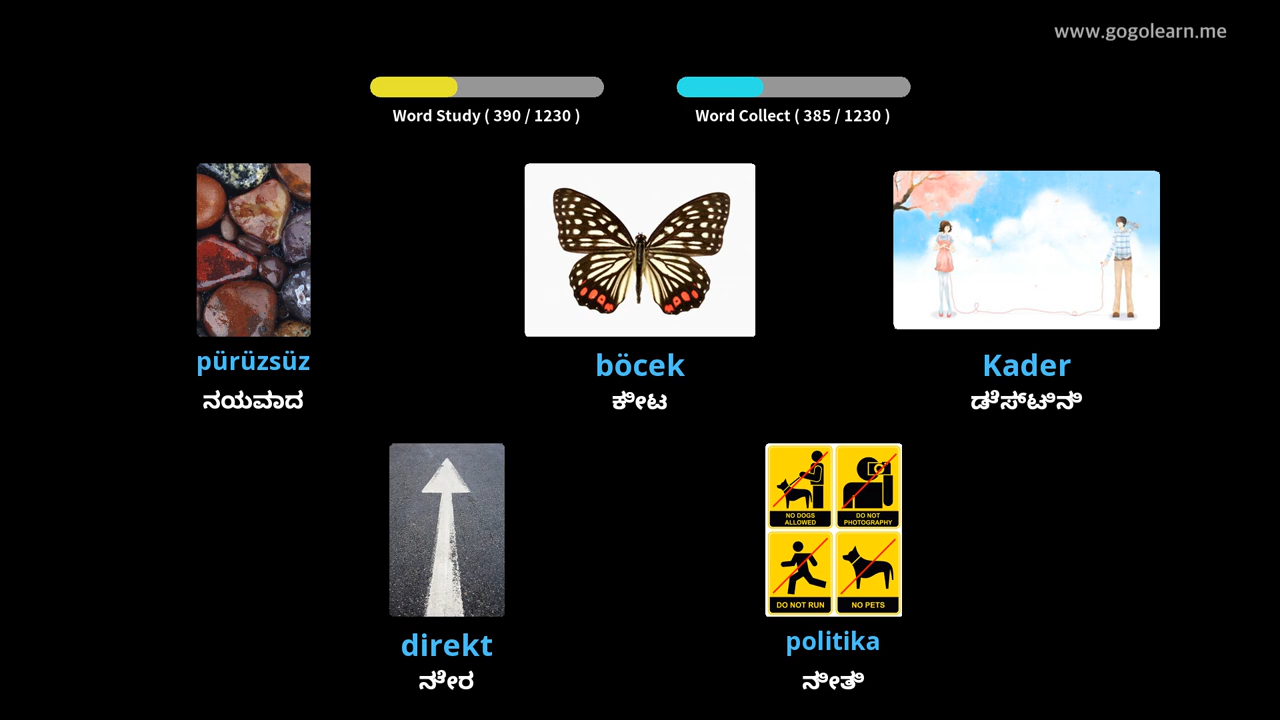 www.gogolearn.me
Word Study ( 390 / 1230 )
Word Collect ( 385 / 1230 )
pürüzsüz
ನಯವಾದ
böcek
ಕೀಟ
Kader
ಡೆಸ್ಟಿನಿ
NO DOGS
ALLOWED
DO NOT
PHOTOGRAPHY
DO NOT RUN
NO PETS
direkt
ನೇರ
politika
ನೀತಿ